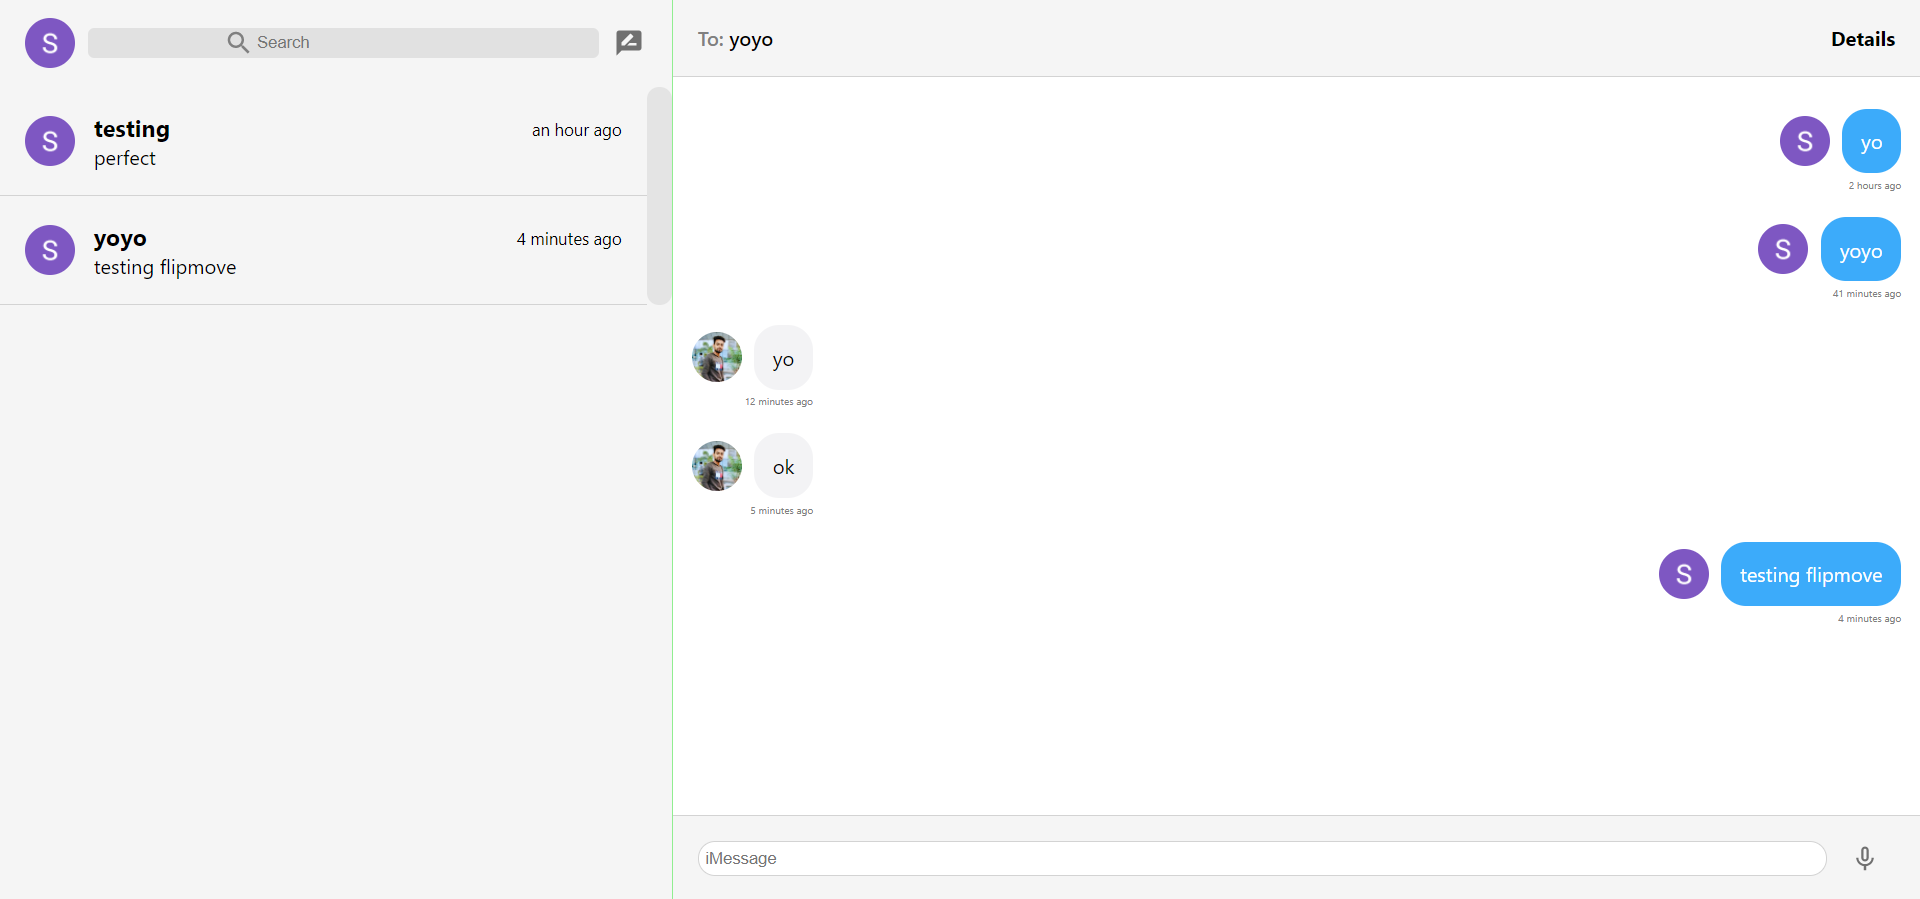 S
Search
S
testing
an hour ago
perfect
S
yoyo
4 minutes ago
testing flipmove
To: yoyo
Details
S
yo
2 hours ago
S
yoyo
41 minutes ago
yo
12 minutes ago
ok
5 minutes ago
S
testing flipmove
4 minutes ago
iMessage